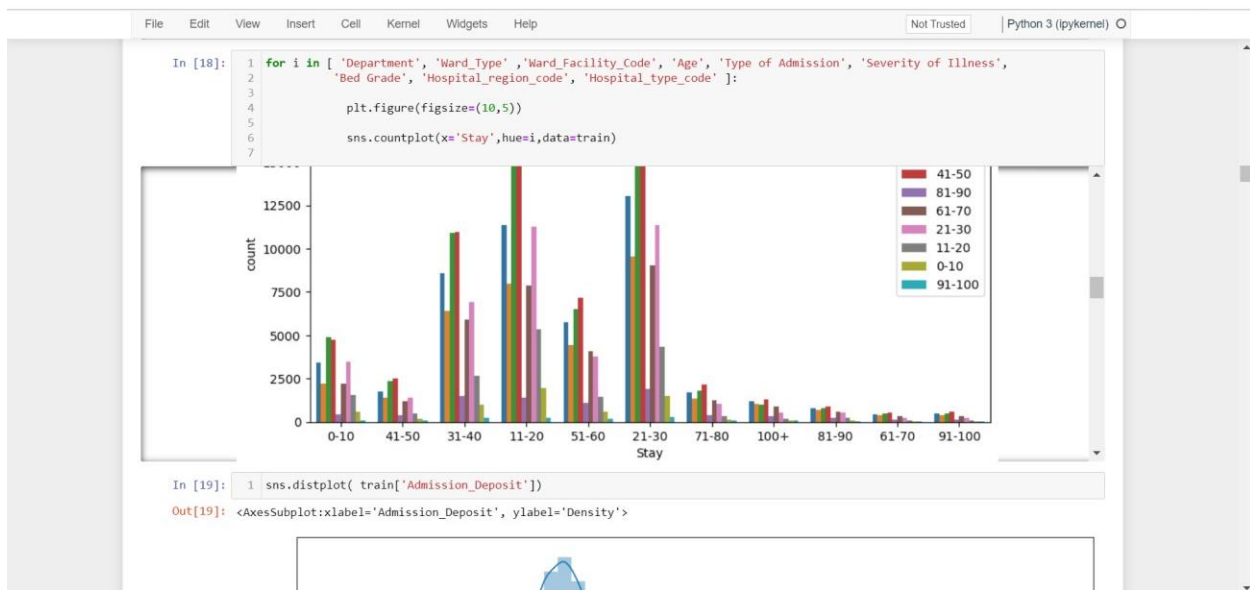 File Edit View Insert Cell Kernel Widgets Help Not Trusted Python 3 (ipykernel)
In [18]:
1 for i in [ 'Department', 'Ward_Type' ,'Ward_Facility_Code', 'Age', 'Type of Admission', 'Severity of Illness',
2 'Bed Grade', 'Hospital_region_code', 'Hospital_type_code' ]:
3
4 plt.figure(figsize=(10,5))
5
6 sns.countplot(x='Stay',hue=i,data=train)
7
41-50
81-90
61-70
21-30
11-20
0-10
91-100
12500
10000
7500
5000
2500
0
count
0-10 41-50 31-40 11-20 51-60 21-30 71-80 100+ 81-90 61-70 91-100
Stay
In [19]: 1 sns.distplot( train['Admission_Deposit'])
Out[19]: <AxesSubplot:xlabel='Admission_Deposit', ylabel='Density'>